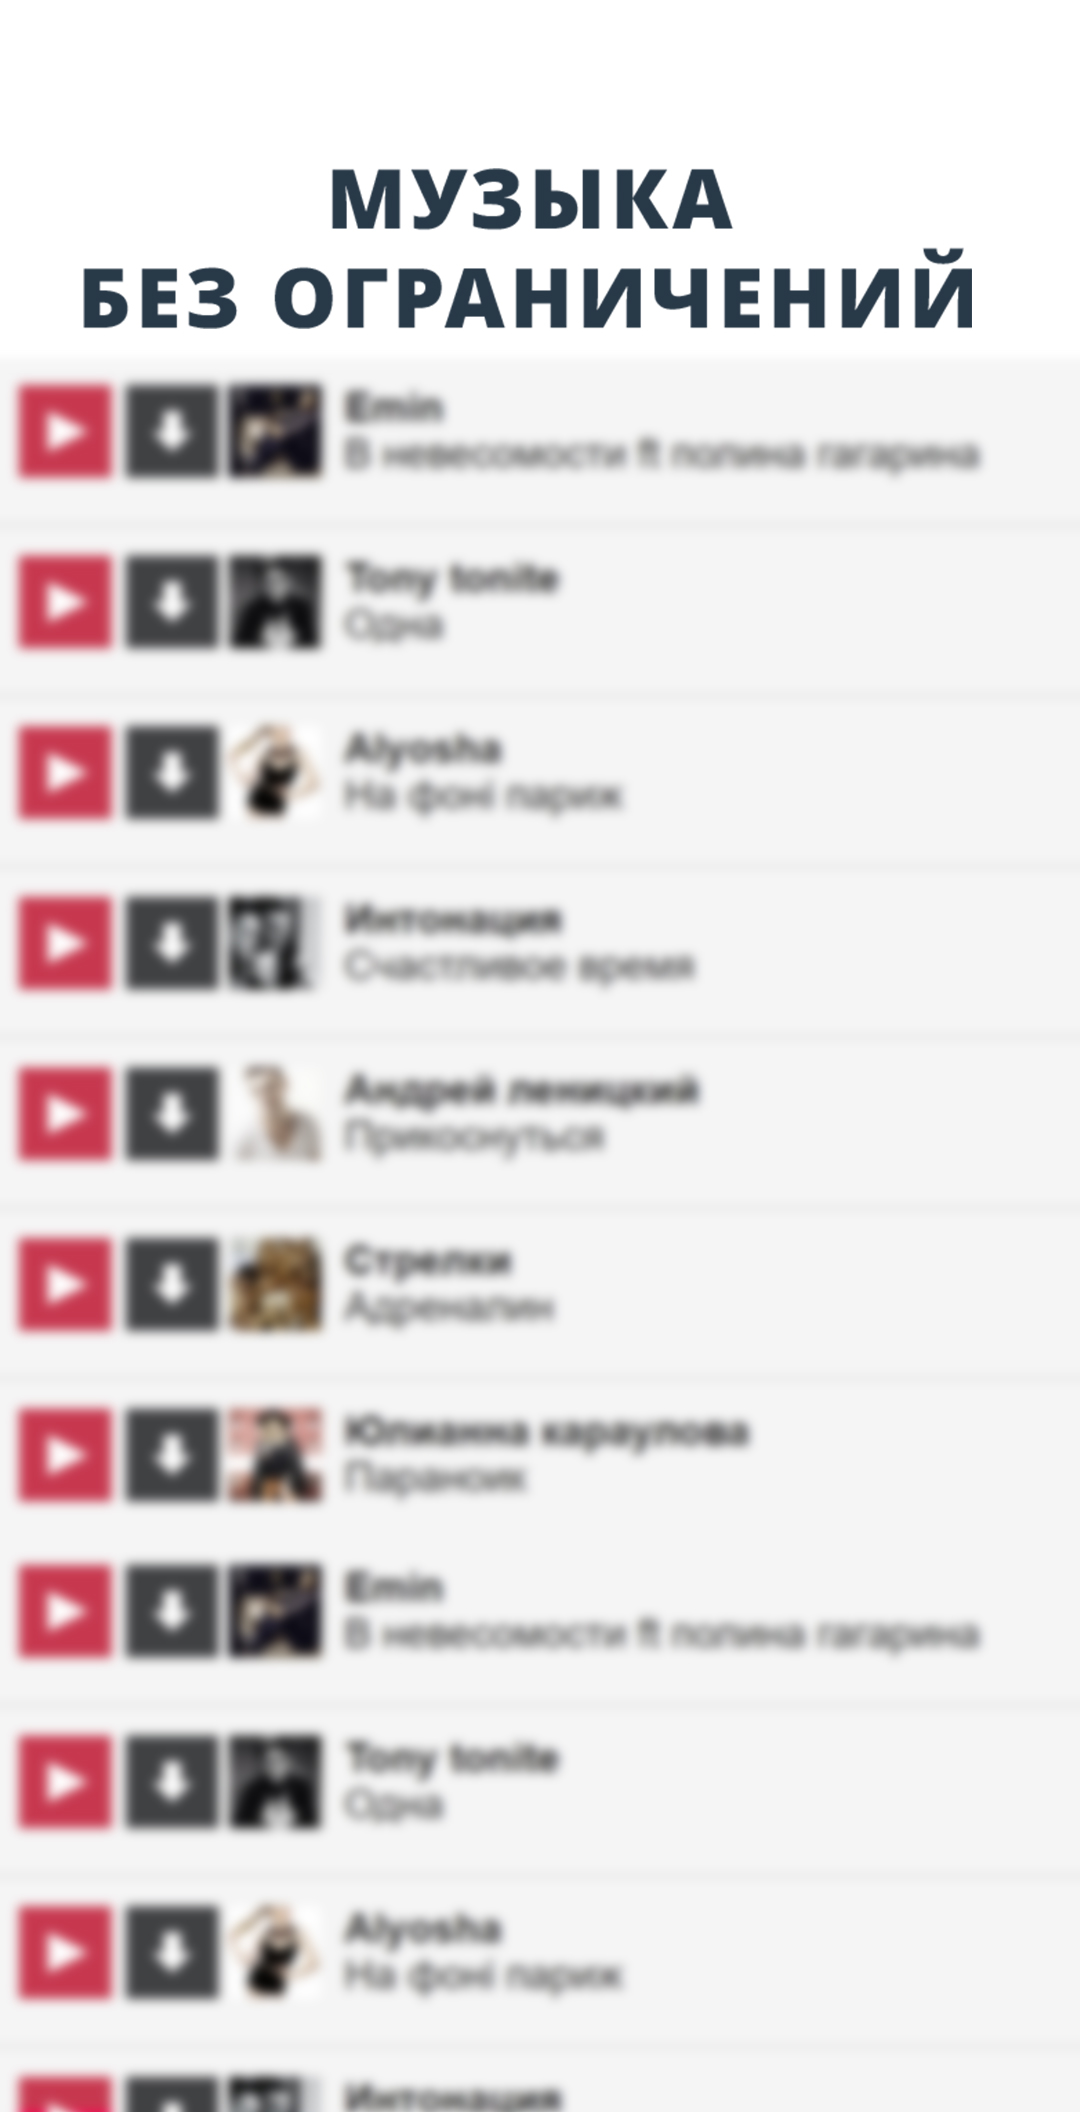 МУЗЫКА
БЕЗ ОГРАНИЧЕНИЙ
Emin
В невесомости ft полина гагарина
Tony tonite
Одна
Alyosha
На фоні париж
Интонация
Счастливое время
Андрей леницкий
Прикоснуться
Стрелки
Адреналин
Юлианна караулова
Параноик
Emin
В невесомости ft полина гагарина
Tony tonite
Одна
Alyosha
На фоні париж
Интонация